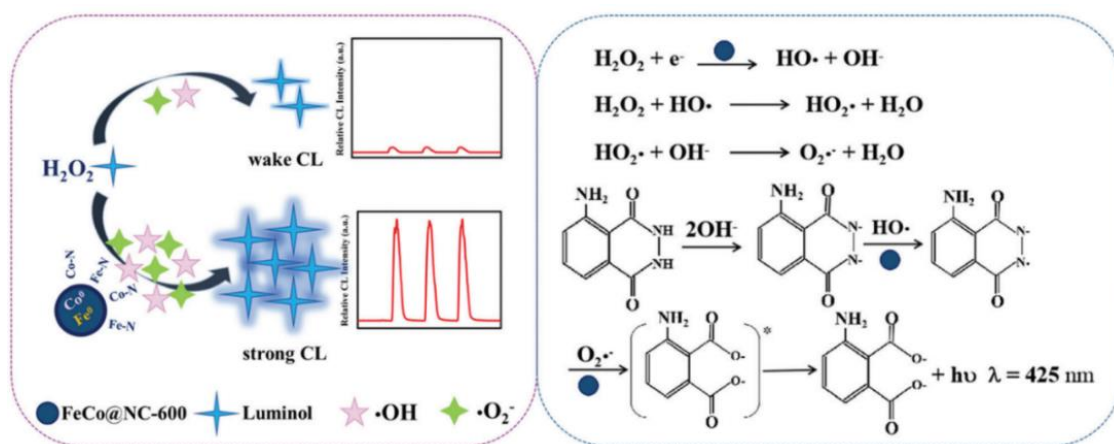 Relative CL Intensity (a.u.)
wake CL
H₂O₂
Relative CL Intensity (a.u.)
Co-N
Fe-N
Co-N
Co⁰
Fe⁰
Fe-N
strong CL
FeCo@NC-600
Luminol
•OH
•O₂⁻
H₂O₂ + e⁻ → HO• + OH⁻
H₂O₂ + HO• → HO₂• + H₂O
HO₂• + OH⁻ → O₂•⁻ + H₂O
NH₂ O NH NH O
2OH⁻
NH₂ O N- N- O
HO•
NH₂ O N- N• O
O₂•⁻
NH₂ O O- O- O *
NH₂ O O- O- O
+ hυ λ = 425 nm